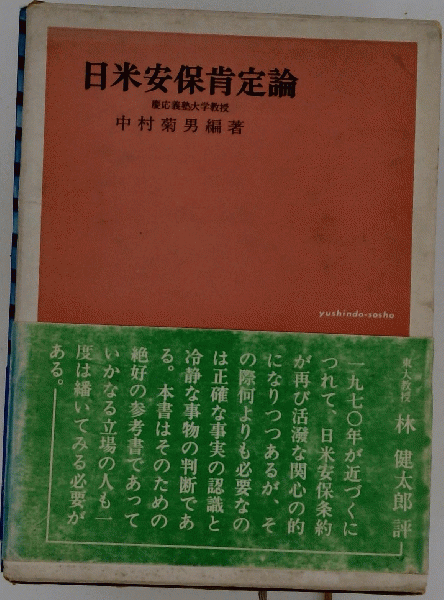 日米安保肯定論
慶応義塾大学教授
中村菊男編著
yushindo-sosho
東大教授 林健太郎評
一九七〇年が近づくに
つれて、日米安保条約
が再び活潑な関心の的
になりつつあるが、そ
の際何よりも必要なの
は正確な事実の認識と
冷静な事物の判断であ
る。本書はそのための
絶好の参考書であって
いかなる立場の人も一
度は繙いてみる必要が
ある。